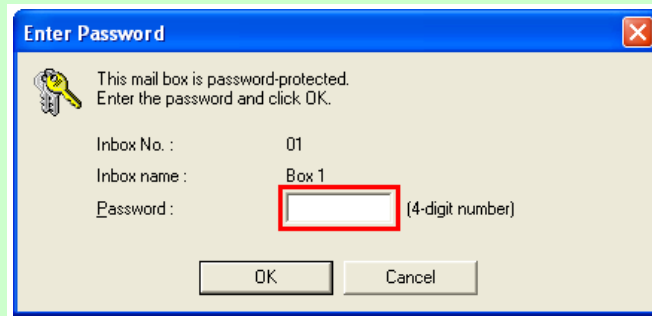 Enter Password
This mail box is password-protected.
Enter the password and click OK.
Inbox No. : 01
Inbox name : Box 1
Password : (4-digit number)
OK Cancel